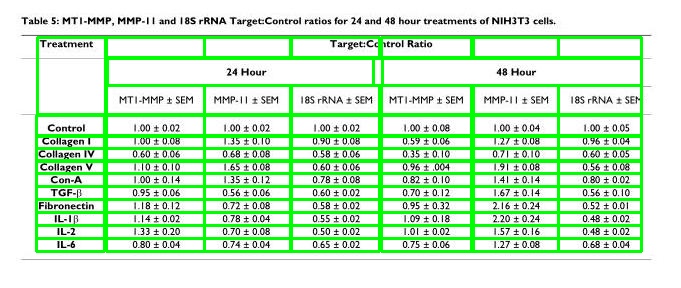 Table 5: MT1-MMP, MMP-11 and 18S rRNA Target:Control ratios for 24 and 48 hour treatments of NIH3T3 cells.
Treatment Target:Control Ratio
24 Hour 48 Hour
MT1-MMP ± SEM MMP-11 ± SEM 18S rRNA ± SEM MT1-MMP ± SEM MMP-11 ± SEM 18S rRNA ± SEM
Control 1.00 ± 0.02 1.00 ± 0.02 1.00 ± 0.02 1.00 ± 0.08 1.00 ± 0.04 1.00 ± 0.05
Collagen I 1.00 ± 0.08 1.35 ± 0.10 0.90 ± 0.08 0.59 ± 0.06 1.27 ± 0.08 0.96 ± 0.04
Collagen IV 0.60 ± 0.06 0.68 ± 0.08 0.58 ± 0.06 0.35 ± 0.10 0.71 ± 0.10 0.60 ± 0.05
Collagen V 1.10 ± 0.10 1.65 ± 0.08 0.60 ± 0.06 0.96 ± .004 1.91 ± 0.08 0.56 ± 0.08
Con-A 1.00 ± 0.14 1.35 ± 0.12 0.78 ± 0.08 0.82 ± 0.10 1.41 ± 0.14 0.80 ± 0.02
TGF-β 0.95 ± 0.06 0.56 ± 0.06 0.60 ± 0.02 0.70 ± 0.12 1.67 ± 0.14 0.56 ± 0.10
Fibronectin 1.18 ± 0.12 0.72 ± 0.08 0.58 ± 0.02 0.95 ± 0.32 2.16 ± 0.24 0.52 ± 0.01
IL-1β 1.14 ± 0.02 0.78 ± 0.04 0.55 ± 0.02 1.09 ± 0.18 2.20 ± 0.24 0.48 ± 0.02
IL-2 1.33 ± 0.20 0.70 ± 0.08 0.50 ± 0.02 1.01 ± 0.02 1.57 ± 0.16 0.48 ± 0.02
IL-6 0.80 ± 0.04 0.74 ± 0.04 0.65 ± 0.02 0.75 ± 0.06 1.27 ± 0.08 0.68 ± 0.04